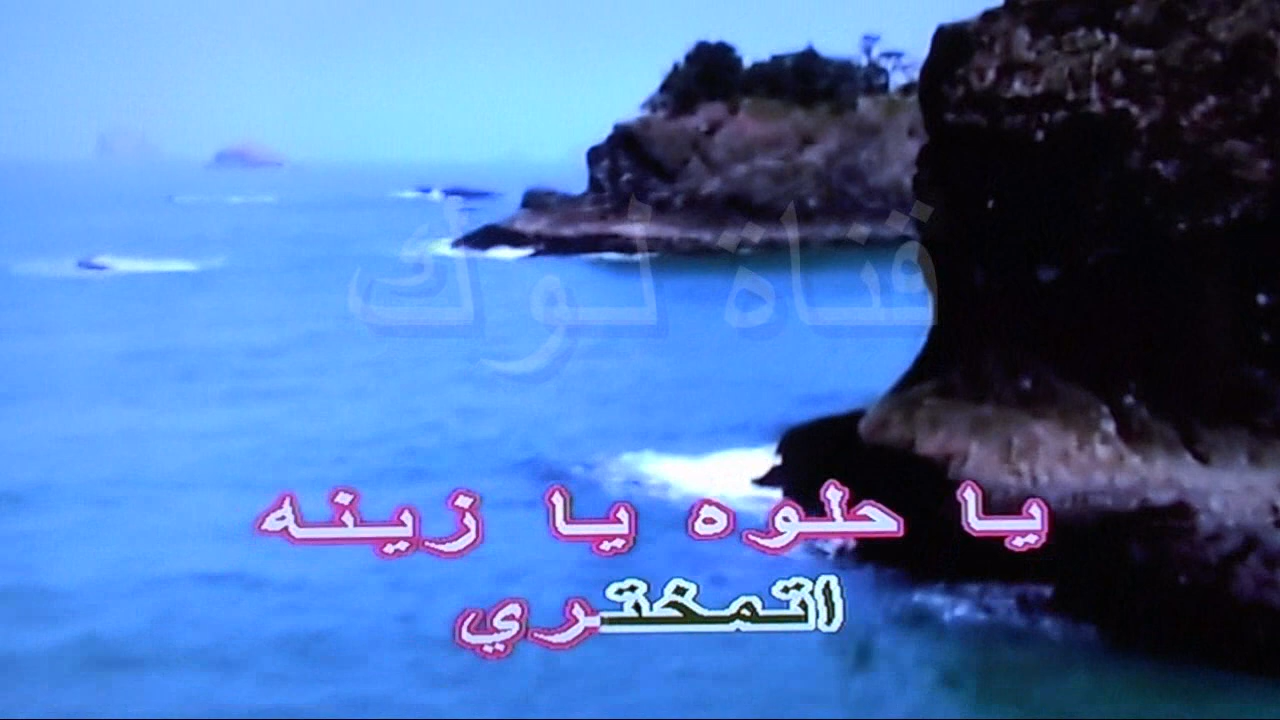 قناة لوك
يا حلوه يا زينه
اتمختري